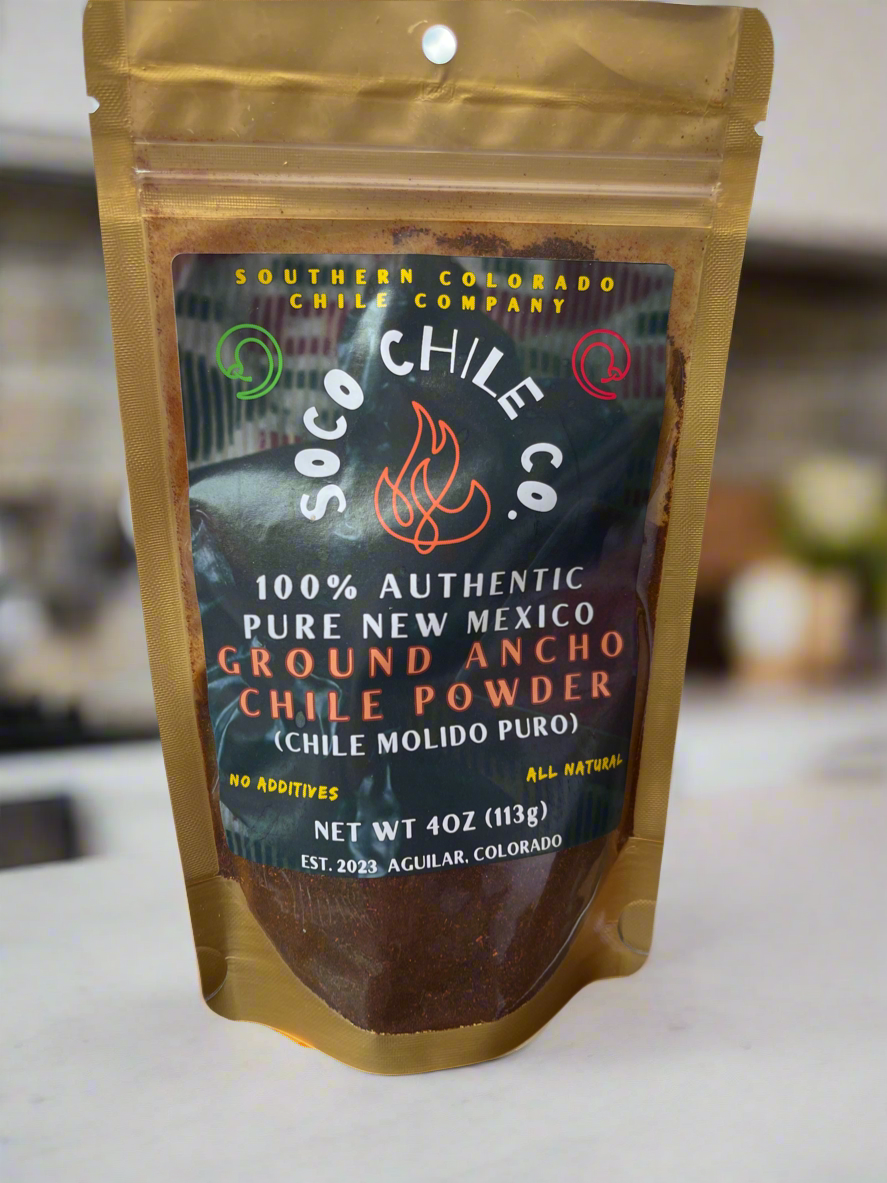 SOUTHERN COLORADO
CHILE COMPANY
SOCO CHILE CO.
100% AUTHENTIC
PURE NEW MEXICO
GROUND ANCHO
CHILE POWDER
(CHILE MOLIDO PURO)
NO ADDITIVES
ALL NATURAL
NET WT 4OZ (113g)
EST. 2023 AGUILAR, COLORADO